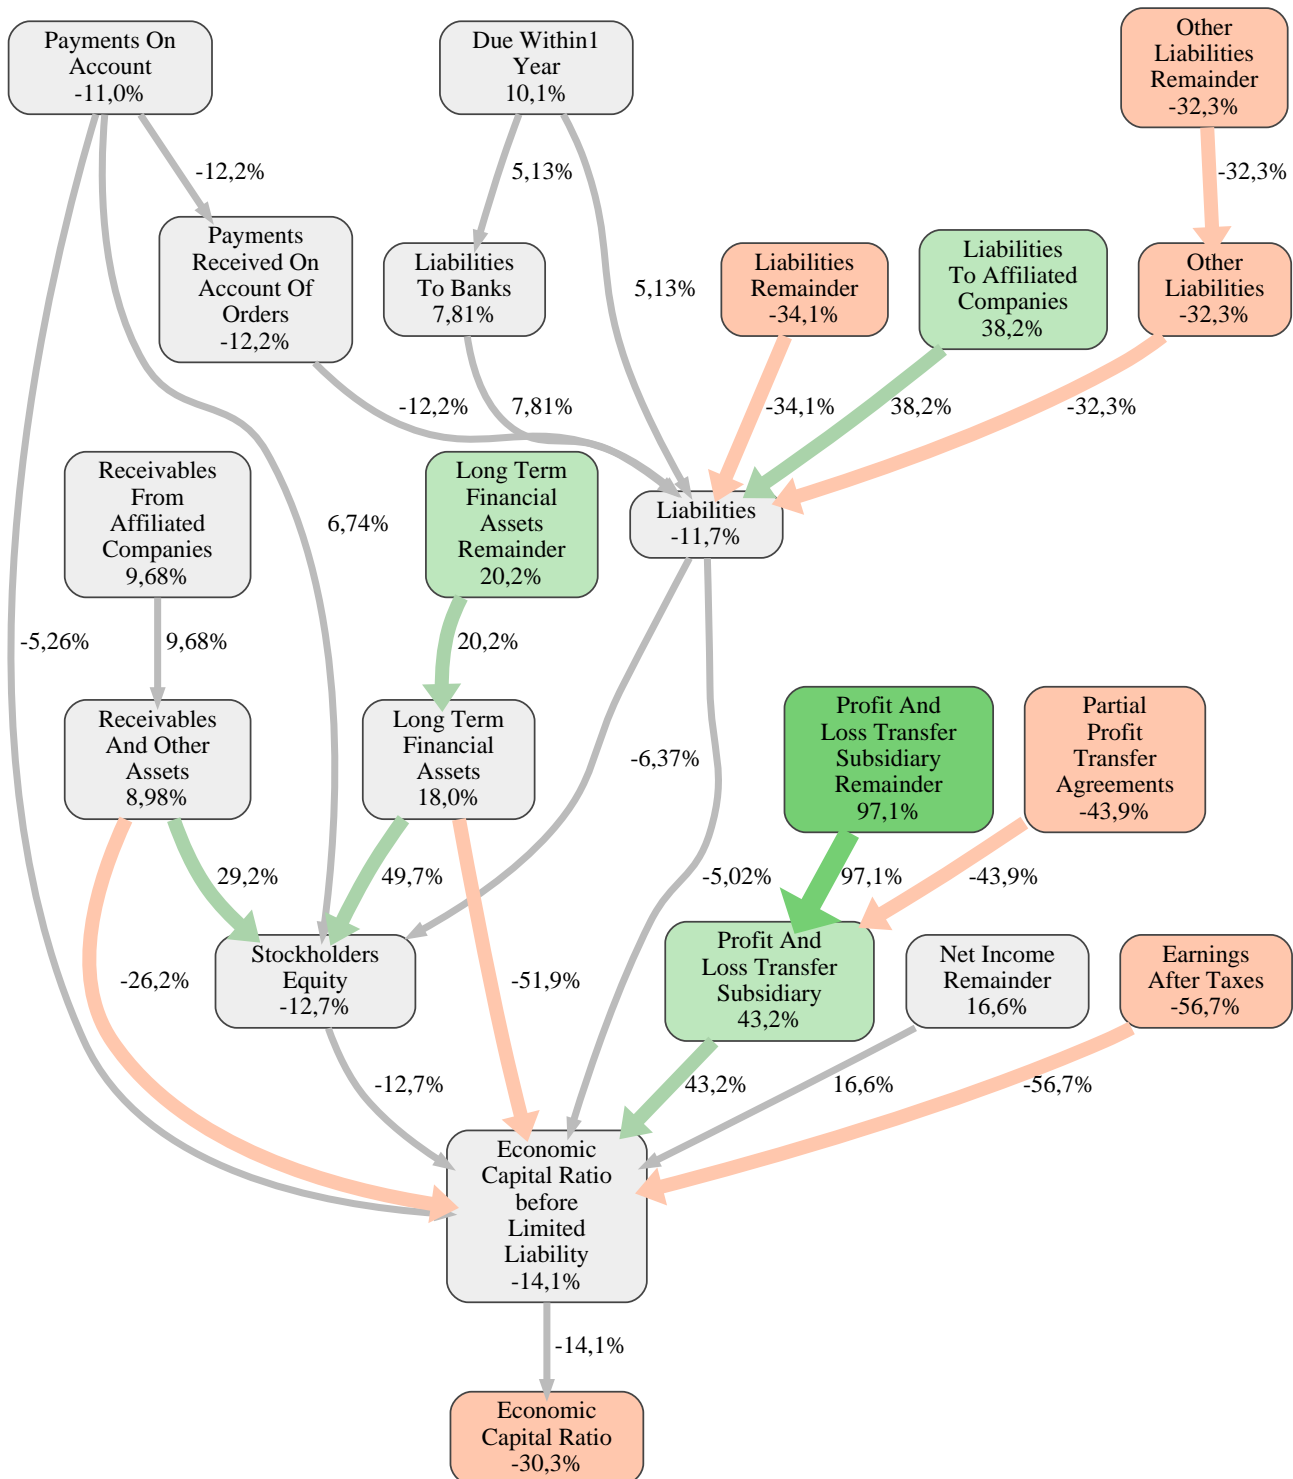 Payments On
Account
-11,0%
Due Within1
Year
10,1%
Other
Liabilities
Remainder
-32,3%
-12,2%
5,13%
-32,3%
Payments
Received On
Account Of
Orders
-12,2%
Liabilities
To Banks
7,81%
5,13%
Liabilities
Remainder
-34,1%
Liabilities
To Affiliated
Companies
38,2%
Other
Liabilities
-32,3%
-12,2%
7,81%
-34,1%
38,2%
-32,3%
Receivables
From
Affiliated
Companies
9,68%
6,74%
Long Term
Financial
Assets
Remainder
20,2%
Liabilities
-11,7%
-5,26%
9,68%
20,2%
Receivables
And Other
Assets
8,98%
Long Term
Financial
Assets
18,0%
-6,37%
Profit And
Loss Transfer
Subsidiary
Remainder
97,1%
Partial
Profit
Transfer
Agreements
-43,9%
29,2%
49,7%
-5,02%
97,1%
-43,9%
-26,2%
Stockholders
Equity
-12,7%
-51,9%
Profit And
Loss Transfer
Subsidiary
43,2%
Net Income
Remainder
16,6%
Earnings
After Taxes
-56,7%
-12,7%
43,2%
16,6%
-56,7%
Economic
Capital Ratio
before
Limited
Liability
-14,1%
-14,1%
Economic
Capital Ratio
-30,3%